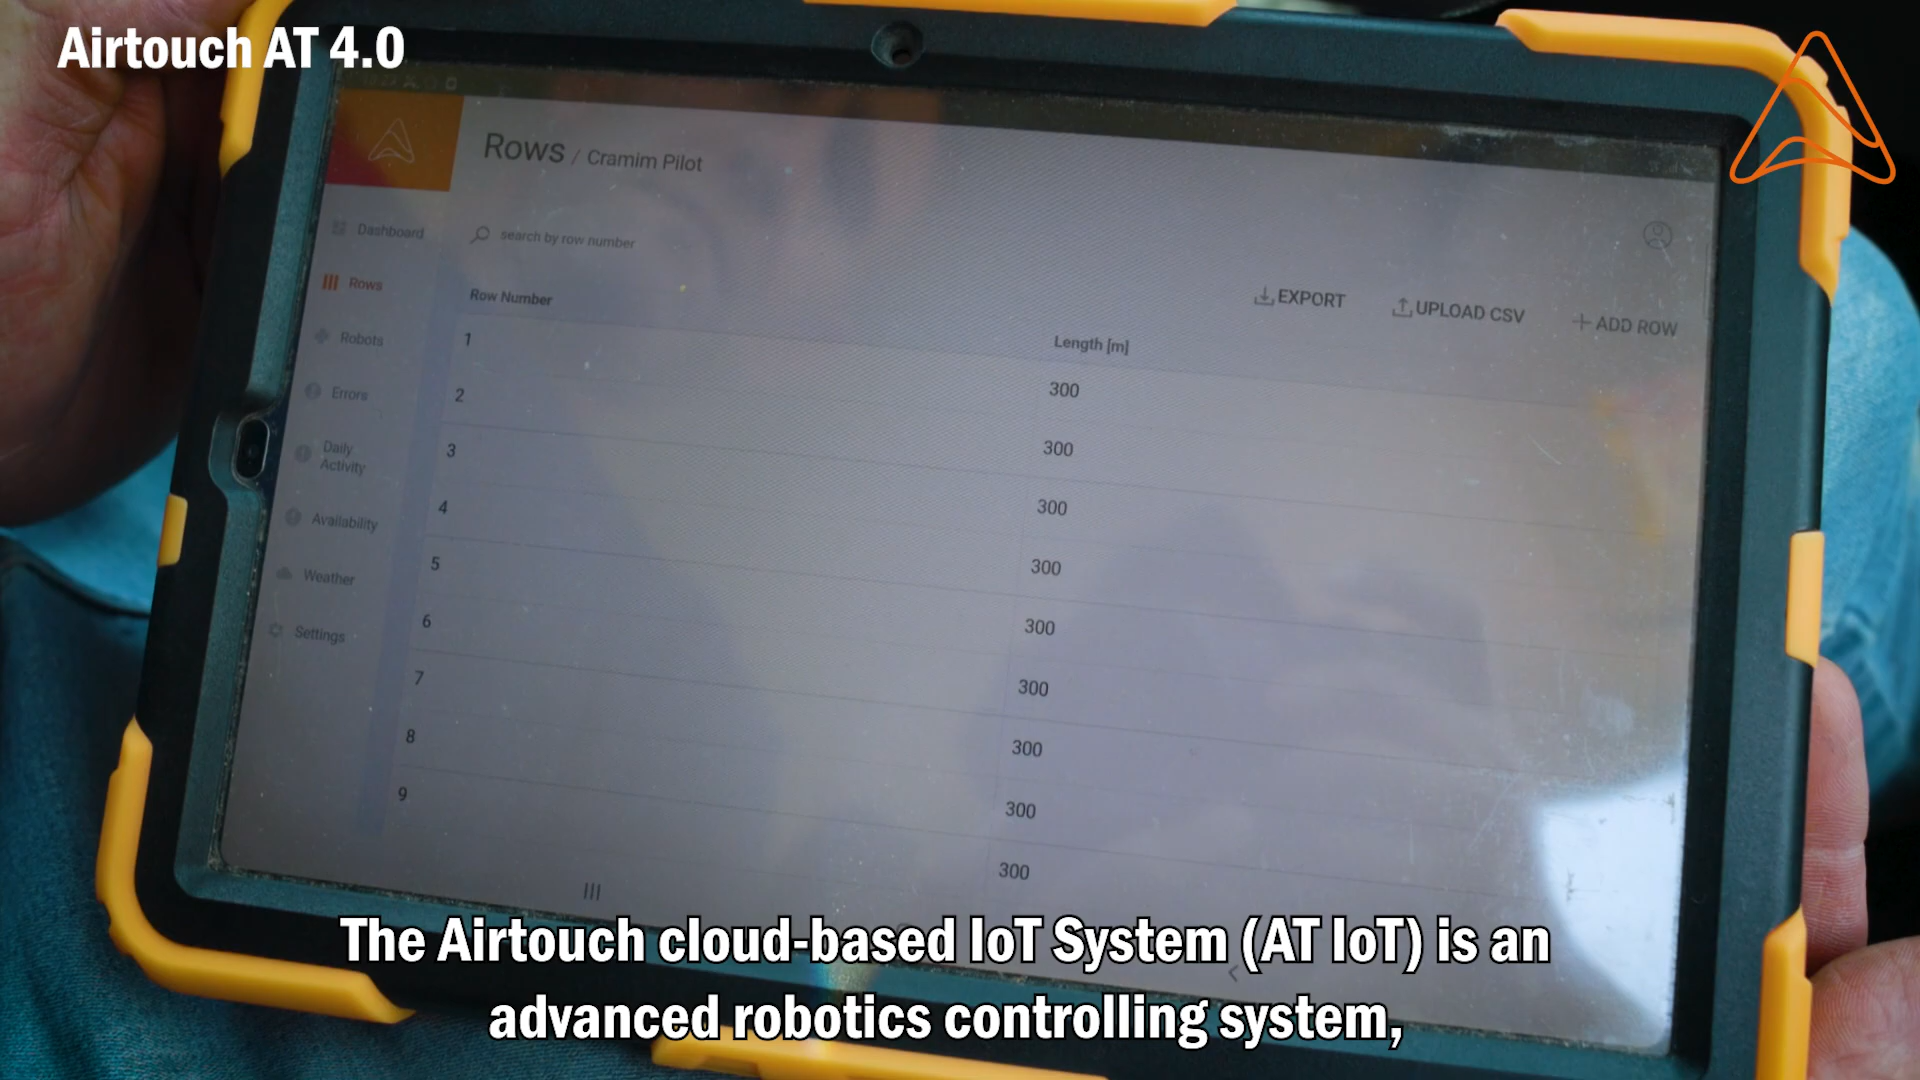 Airtouch AT 4.0
Rows / Cramim Pilot
search by row number
Dashboard
Rows
Robots
Errors
Daily
Activity
Availability
Weather
Settings
EXPORT
UPLOAD CSV
+ ADD ROW
Row Number
Length [m]
1
300
2
300
3
300
4
300
5
300
6
300
7
300
8
300
9
300
The Airtouch cloud-based IoT System (AT IoT) is an
advanced robotics controlling system,